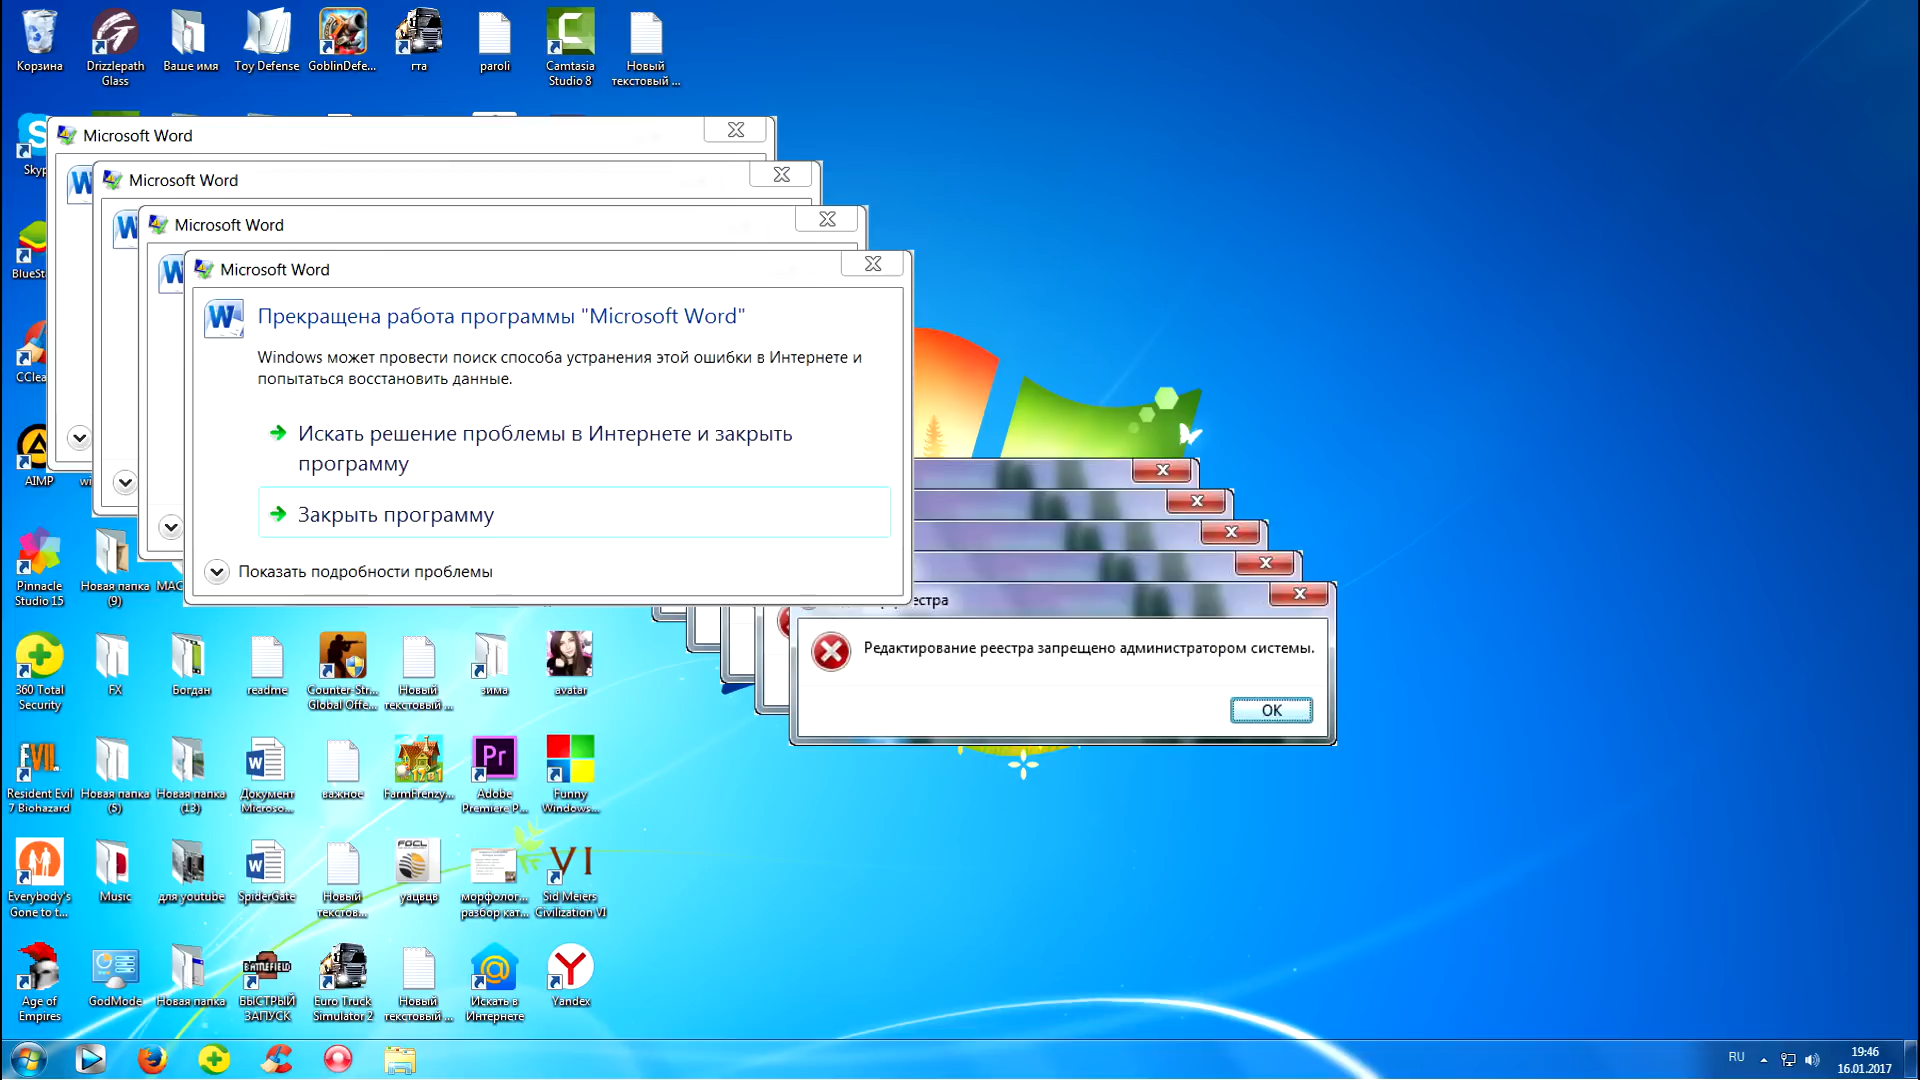 Корзина
Drizzlepath
Glass
Ваше имя
Toy Defense
GoblinDefe...
гта
paroli
Camtasia
Studio 8
Новый
текстовый ...
Microsoft Word
Microsoft Word
Microsoft Word
Microsoft Word
Прекращена работа программы "Microsoft Word"
Windows может провести поиск способа устранения этой ошибки в Интернете и
попытаться восстановить данные.
Искать решение проблемы в Интернете и закрыть
программу
Закрыть программу
Показать подробности проблемы
Редактирование реестра запрещено администратором системы.
OK
AIMP
Pinnacle
Studio 15
Новая папка
(9)
360 Total
Security
FX
Богдан
readme
Counter-Str...
Global Offe...
Новый
текстовый ...
зима
avatar
Resident Evil
7 Biohazard
Новая папка
(5)
Новая папка
(13)
Документ
Microso...
важное
FarmFrenzy...
Adobe
Premiere P...
Funny
Windows...
Everybody's
Gone to t...
Music
для youtube
SpiderGate
Новый
текстов...
FGCL
уацвцв
морфолог...
разбор кат...
Sid Meiers
Civilization VI
Age of
Empires
GodMode
Новая папка
БЫСТРЫЙ
ЗАПУСК
Euro Truck
Simulator 2
Новый
текстовый ...
Искать в
Интернете
Yandex
RU
19:46
16.01.2017